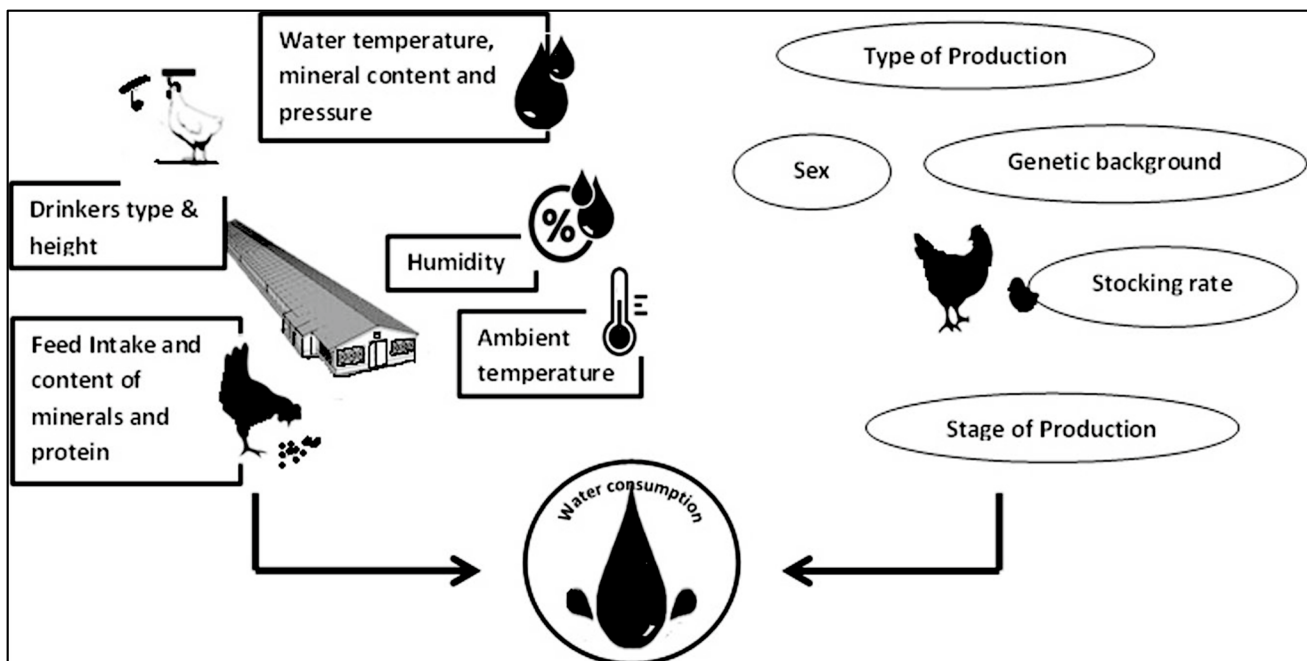 Water temperature,
mineral content and
pressure
Drinkers type &
height
%
Humidity
Ambient
temperature
Feed Intake and
content of
minerals and
protein
Type of Production
Sex
Genetic background
Stocking rate
Stage of Production
Water consumption